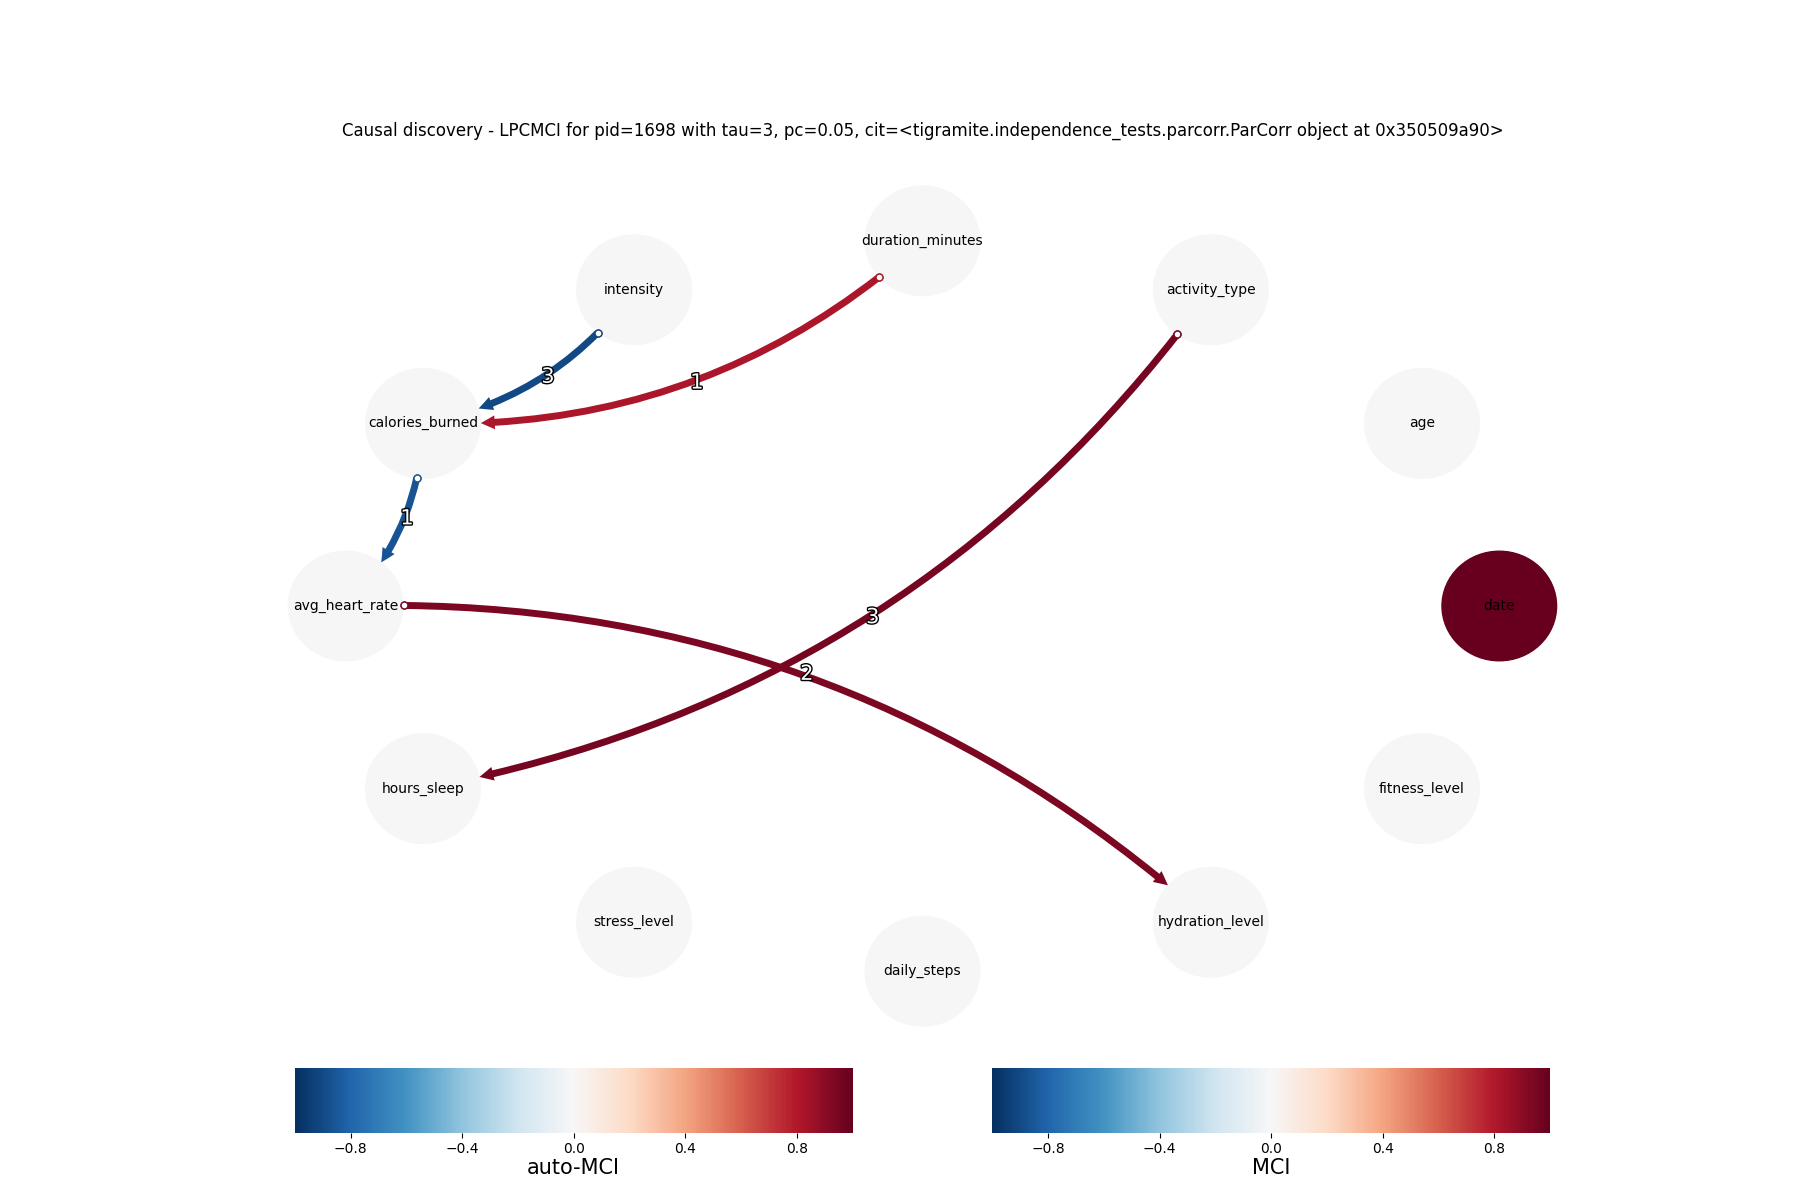 Causal discovery - LPCMCI for pid=1698 with tau=3, pc=0.05, cit=<tigramite.independence_tests.parcorr.ParCorr object at 0x350509a90>
duration_minutes
intensity
activity_type
3
1
calories_burned
age
1
avg_heart_rate
date
3
2
hours_sleep
fitness_level
stress_level
hydration_level
daily_steps
−0.8 −0.4 0.0 0.4 0.8
auto-MCI
−0.8 −0.4 0.0 0.4 0.8
MCI